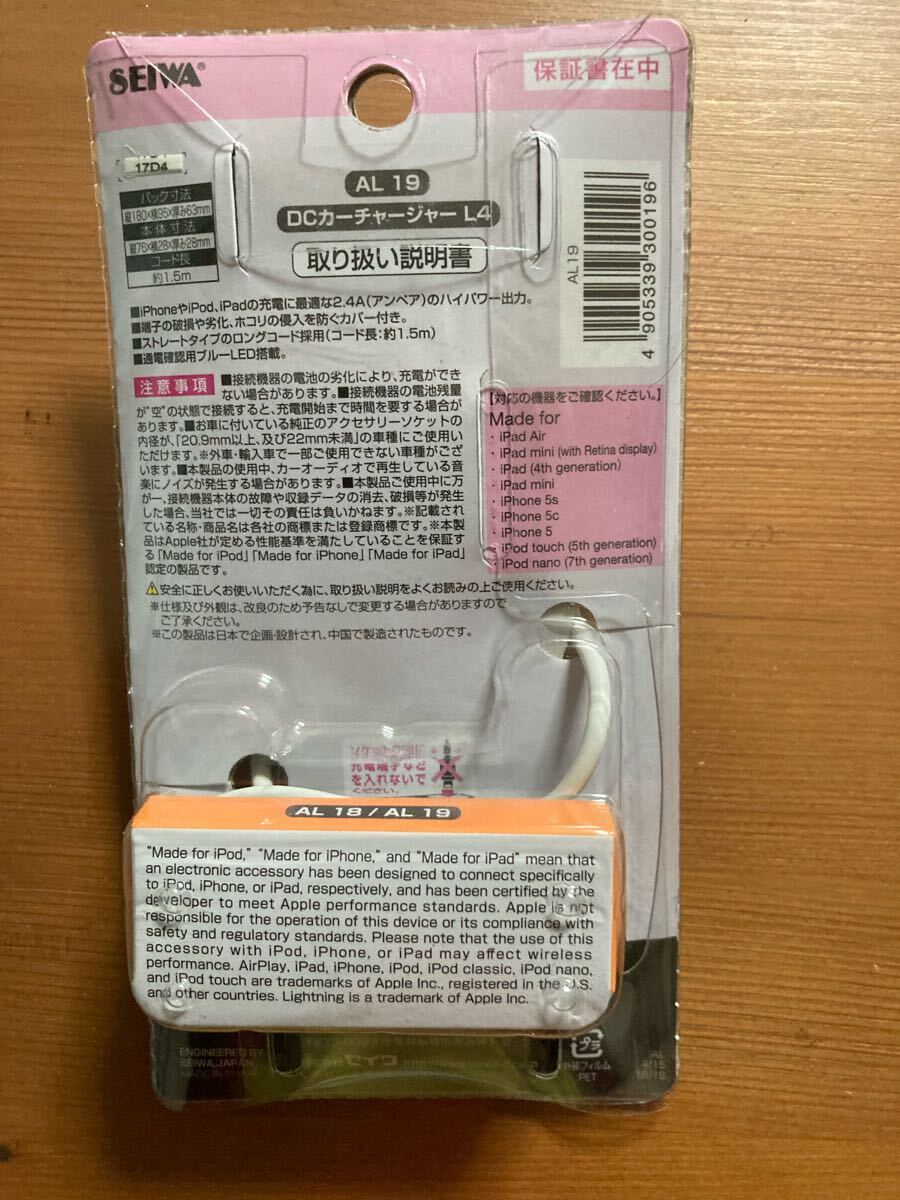 SEIWA®
保証書在中
17D4
パック寸法
縦180×横95×厚み63mm
本体寸法
縦76×横28×厚み28mm
コード長
約1.5m
AL 19
DCカーチャージャー L4
取り扱い説明書
AL19
4 905339 300196
■iPhoneやiPod、iPadの充電に最適な2.4A(アンペア)のハイパワー出力。
■端子の破損や劣化、ホコリの侵入を防ぐカバー付き。
■ストレートタイプのロングコード採用(コード長:約1.5m)
■通電確認用ブルーLED搭載。
注意事項 ■接続機器の電池の劣化により、充電ができ
ない場合があります。■接続機器の電池残量
が"空"の状態で接続すると、充電開始まで時間を要する場合が
あります。■お車に付いている純正のアクセサリーソケットの
内径が、「20.9mm以上、及び22mm未満」の車種にご使用い
ただけます。※外車・輸入車で一部ご使用できない車種がござ
います。■本製品の使用中、カーオーディオで再生している音
楽にノイズが発生する場合があります。■本製品ご使用中に万
が一、接続機器本体の故障や収録データの消去、破損等が発生
した場合、当社では一切その責任は負いかねます。※記載され
ている名称・商品名は各社の商標または登録商標です。※本製
品はApple社が定める性能基準を満たしていることを保証す
る「Made for iPod」「Made for iPhone」「Made for iPad」
認定の製品です。
【対応の機器をご確認ください。】
Made for
・iPad Air
・iPad mini (with Retina display)
・iPad (4th generation)
・iPad mini
・iPhone 5s
・iPhone 5c
・iPhone 5
・iPod touch (5th generation)
・iPod nano (7th generation)
⚠安全に正しくお使いいただく為に、取り扱い説明をよくお読みの上ご使用ください。
※仕様及び外観は、改良のため予告なしで変更する場合がありますので
ご了承ください。
※この製品は日本で企画・設計され、中国で製造されたものです。
充電端子など
を入れないで
ください。
AL 18 / AL 19
"Made for iPod," "Made for iPhone," and "Made for iPad" mean that
an electronic accessory has been designed to connect specifically
to iPod, iPhone, or iPad, respectively, and has been certified by the
developer to meet Apple performance standards. Apple is not
responsible for the operation of this device or its compliance with
safety and regulatory standards. Please note that the use of this
accessory with iPod, iPhone, or iPad may affect wireless
performance. AirPlay, iPad, iPhone, iPod, iPod classic, iPod nano,
and iPod touch are trademarks of Apple Inc., registered in the U.S.
and other countries. Lightning is a trademark of Apple Inc.
ENGINEERED BY
SEIWA,JAPAN
MADE IN
セイワ
プラ
外装フィルム
:PET
AL
18・19